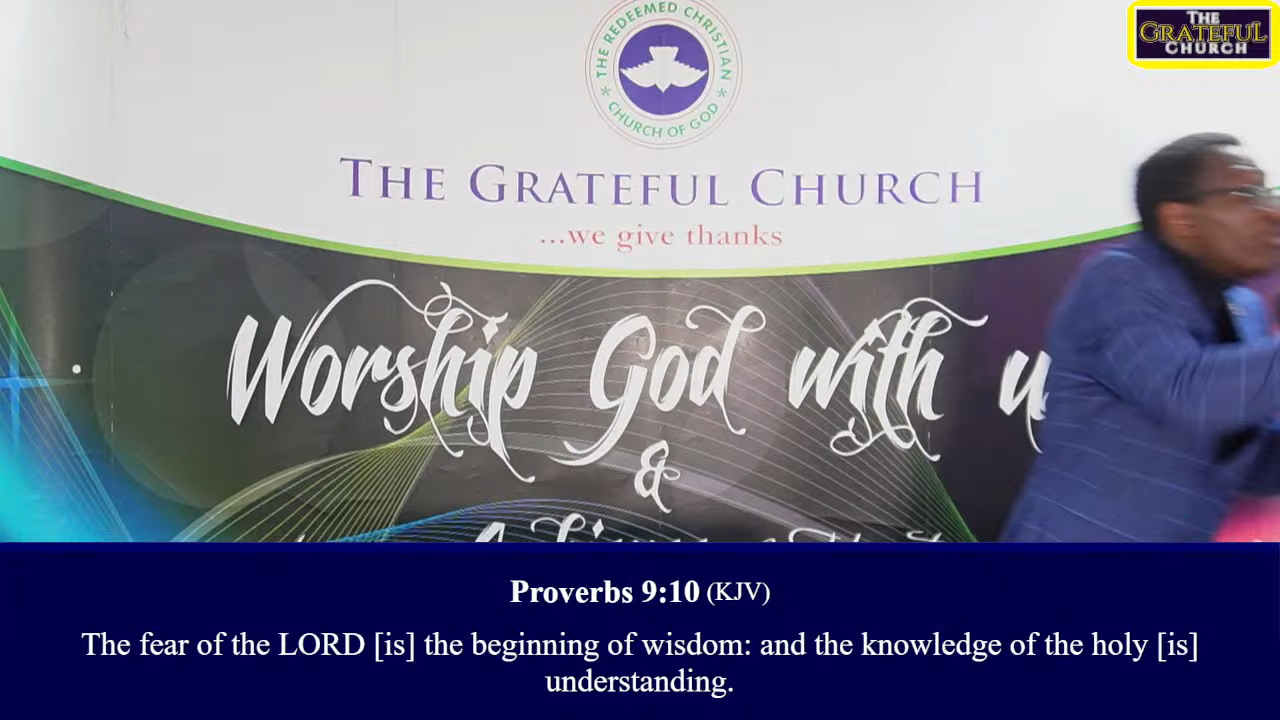 THE
GRATEFUL
CHURCH
THE REDEEMED CHRISTIAN
CHURCH OF GOD
THE GRATEFUL CHURCH
...we give thanks
Worship God with
&
Proverbs 9:10 (KJV)
The fear of the LORD [is] the beginning of wisdom: and the knowledge of the holy [is]
understanding.